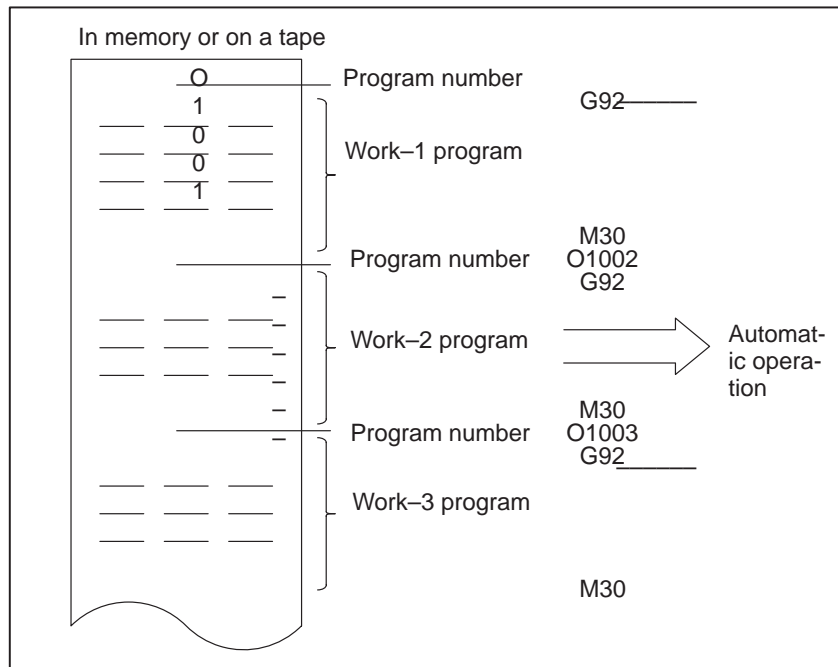 In memory or on a tape
O
Program number
G92
1
0
Work–1 program
0
1
M30
Program number
O1002
G92
Work–2 program
Automat-
ic opera-
tion
M30
Program number
O1003
G92
Work–3 program
M30